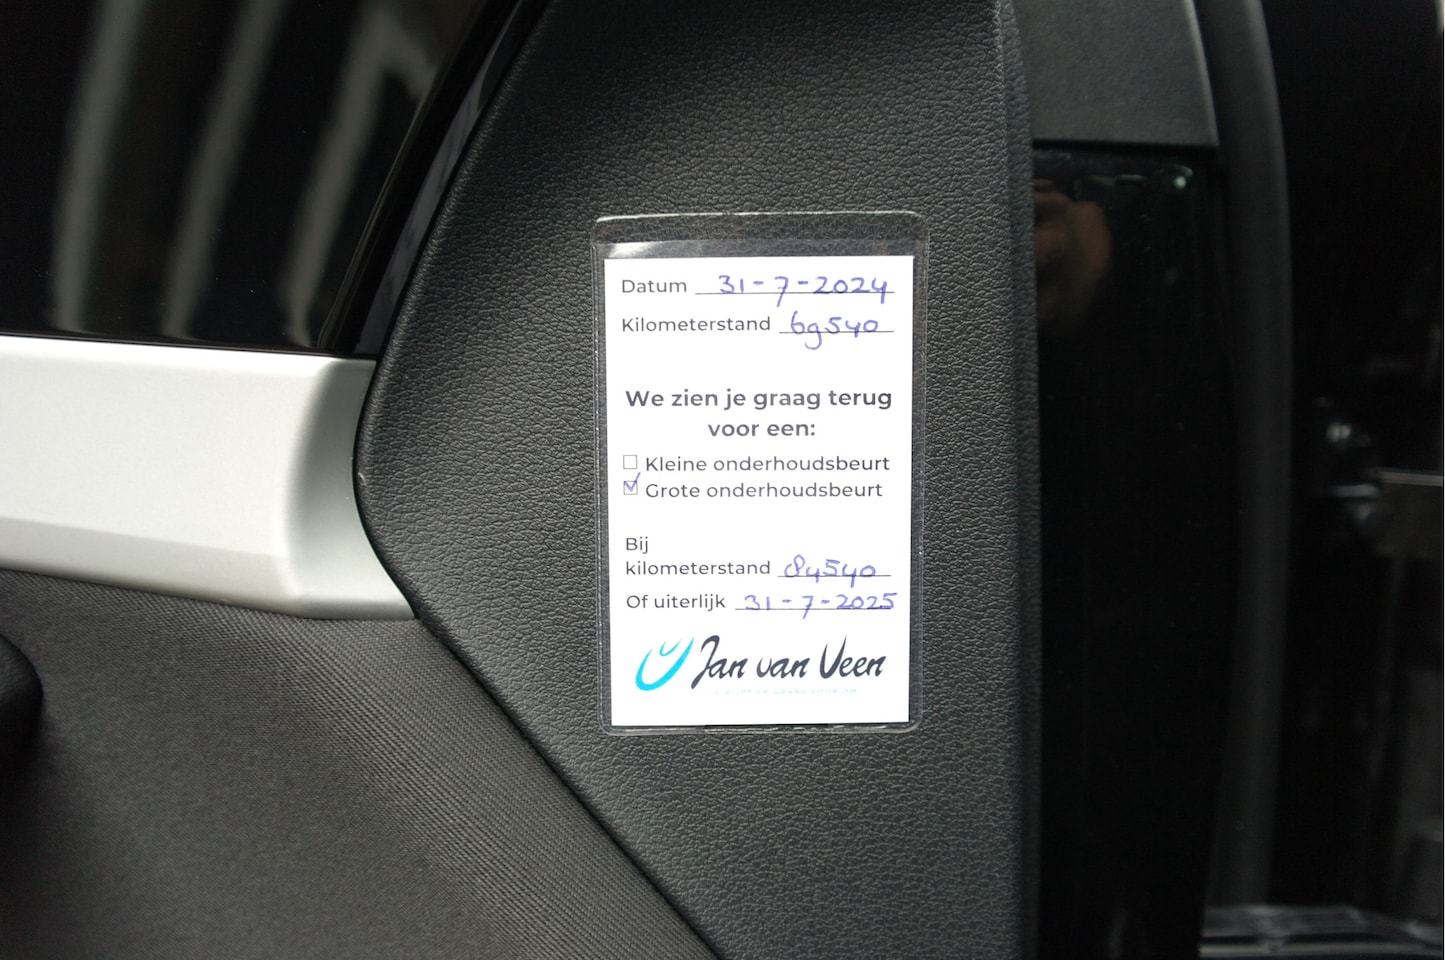 Datum 31-7-2024
Kilometerstand 69540
We zien je graag terug
voor een:
Kleine onderhoudsbeurt
Grote onderhoudsbeurt
Bij
kilometerstand 84540
Of uiterlijk 31-7-2025
Jan van Veen